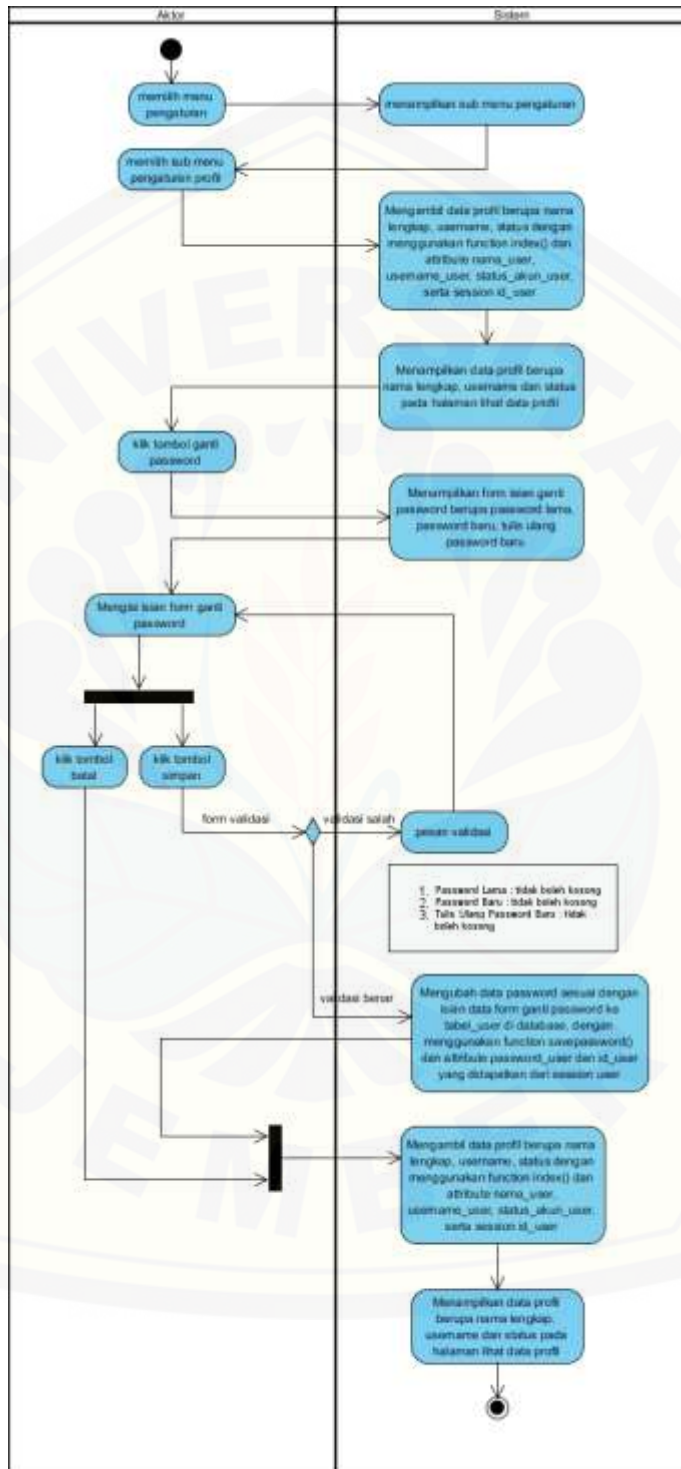 Aktor
Sistem
memilih menu
pengaturan
menampilkan sub menu pengaturan
memilih sub menu
pengaturan profil
Mengambil data profil berupa nama
lengkap, username, status dengan
menggunakan function index() dan
attribute nama_user,
username_user, status_akun_user,
serta session id_user
Menampilkan data profil berupa
nama lengkap, username dan status
pada halaman lihat data profil
klik tombol ganti
password
Menampilkan form isian ganti
password berupa password lama,
password baru, tulis ulang
password baru
Mengisi isian form ganti
password
klik tombol
batal
klik tombol
simpan
form validasi
validasi salah
pesan validasi
1. Password Lama : tidak boleh kosong
2. Password Baru : tidak boleh kosong
3. Tulis Ulang Password Baru : tidak
boleh kosong
validasi benar
Mengubah data password sesuai dengan
isian data form ganti password ke
tabel_user di database, dengan
menggunakan function savepassword()
dan attribute password_user dan id_user
yang didapatkan dari session user
Mengambil data profil berupa nama
lengkap, username, status dengan
menggunakan function index() dan
attribute nama_user,
username_user, status_akun_user,
serta session id_user
Menampilkan data profil
berupa nama lengkap,
username dan status pada
halaman lihat data profil
UNIVERSITAS
JEMBER